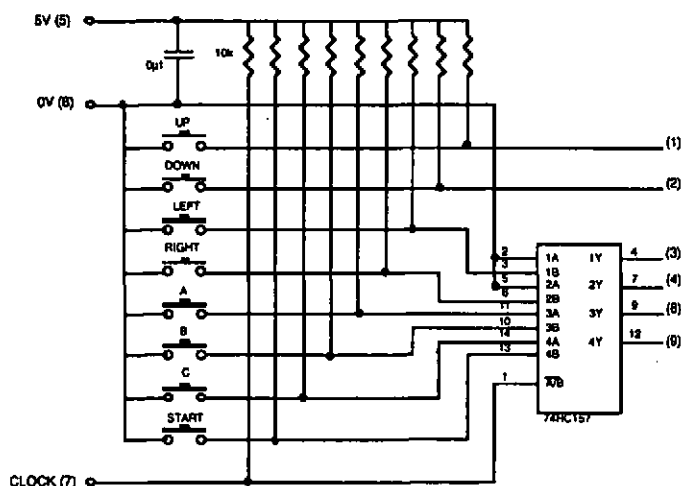 5V (5)
0µ1
10k
0V (6)
UP
(1)
DOWN
(2)
LEFT
RIGHT
A
B
C
START
2 1A 1Y 4 (3)
3 1B
5 2A 2Y 7 (4)
6 2B
11 3A 3Y 9 (8)
10 3B
14 4A 4Y 12 (9)
13 4B
1 A/B
74HC157
CLOCK (7)